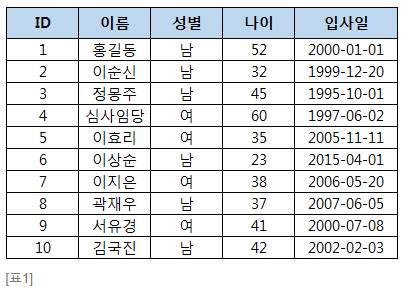 ID 이름 성별 나이 입사일
1 홍길동 남 52 2000-01-01
2 이순신 남 32 1999-12-20
3 정몽주 남 45 1995-10-01
4 심사임당 여 60 1997-06-02
5 이효리 여 35 2005-11-11
6 이상순 남 23 2015-04-01
7 이지은 여 38 2006-05-20
8 곽재우 남 37 2007-06-05
9 서유경 여 41 2000-07-08
10 김국진 남 42 2002-02-03
[표1]